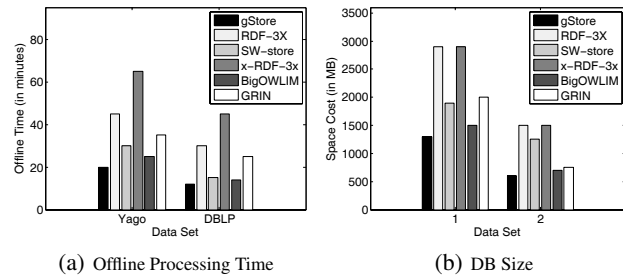 gStore
RDF-3X
SW-store
x-RDF-3x
BigOWLIM
GRIN
80
60
40
20
0
Offline Time (in minutes)
Yago
DBLP
Data Set
(a) Offline Processing Time
gStore
RDF-3X
SW-store
x-RDF-3x
BigOWLIM
GRIN
3500
3000
2500
2000
1500
1000
500
0
Space Cost (in MB)
1
2
Data Set
(b) DB Size